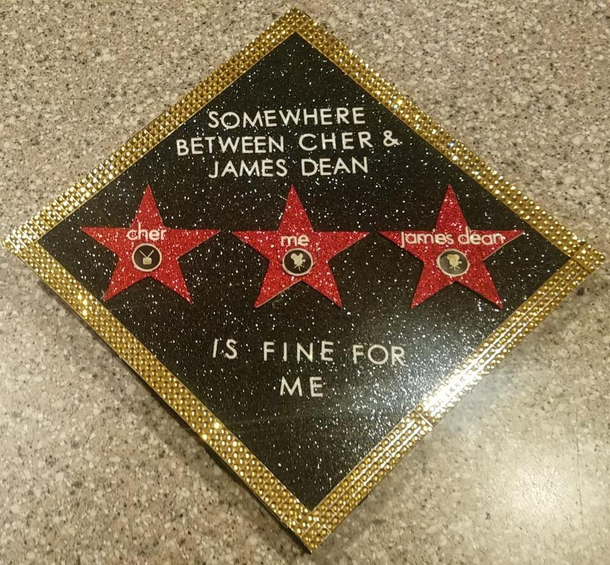 SOMEWHERE
BETWEEN CHER &
JAMES DEAN
cher
me
james dean
IS FINE FOR
ME